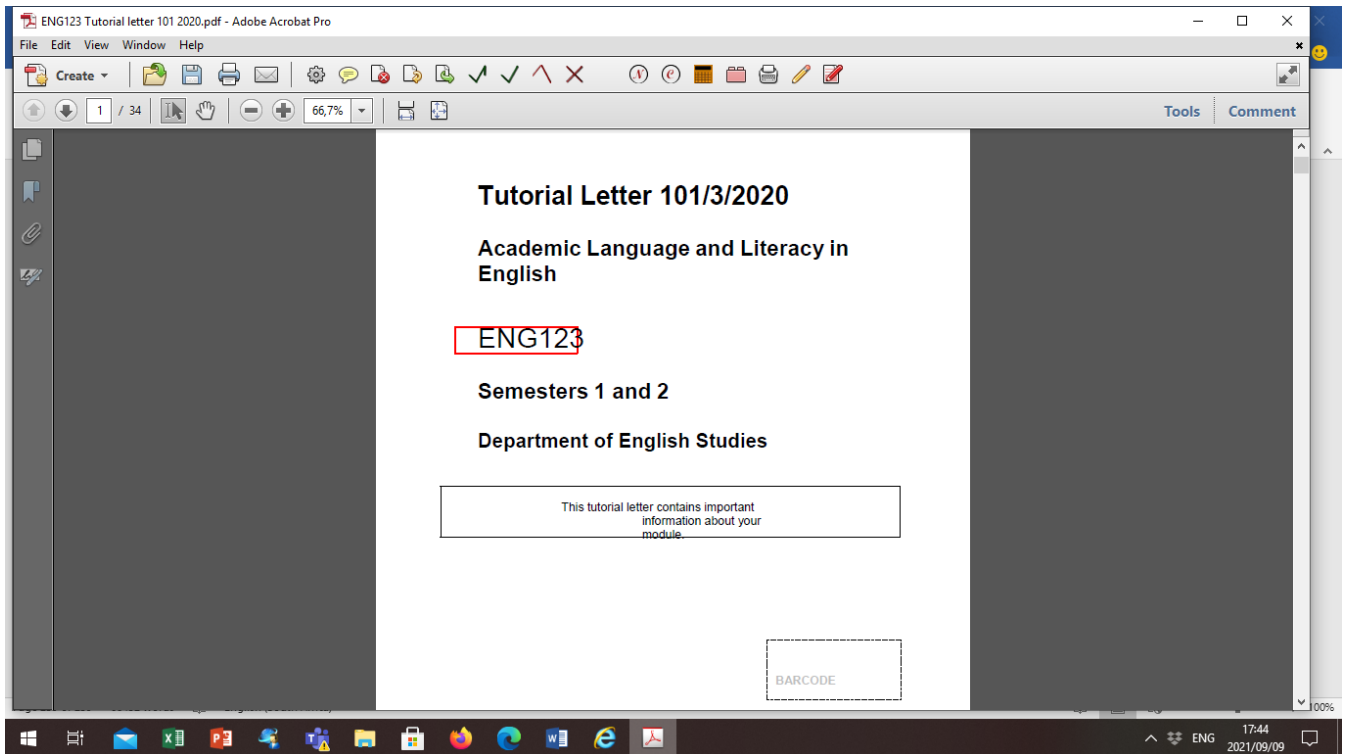 ENG123 Tutorial letter 101 2020.pdf - Adobe Acrobat Pro
File Edit View Window Help
Create
1 / 34 66,7% Tools Comment
Tutorial Letter 101/3/2020
Academic Language and Literacy in
English
ENG123
Semesters 1 and 2
Department of English Studies
This tutorial letter contains important
information about your
module.
BARCODE
100%
ENG 17:44
2021/09/09